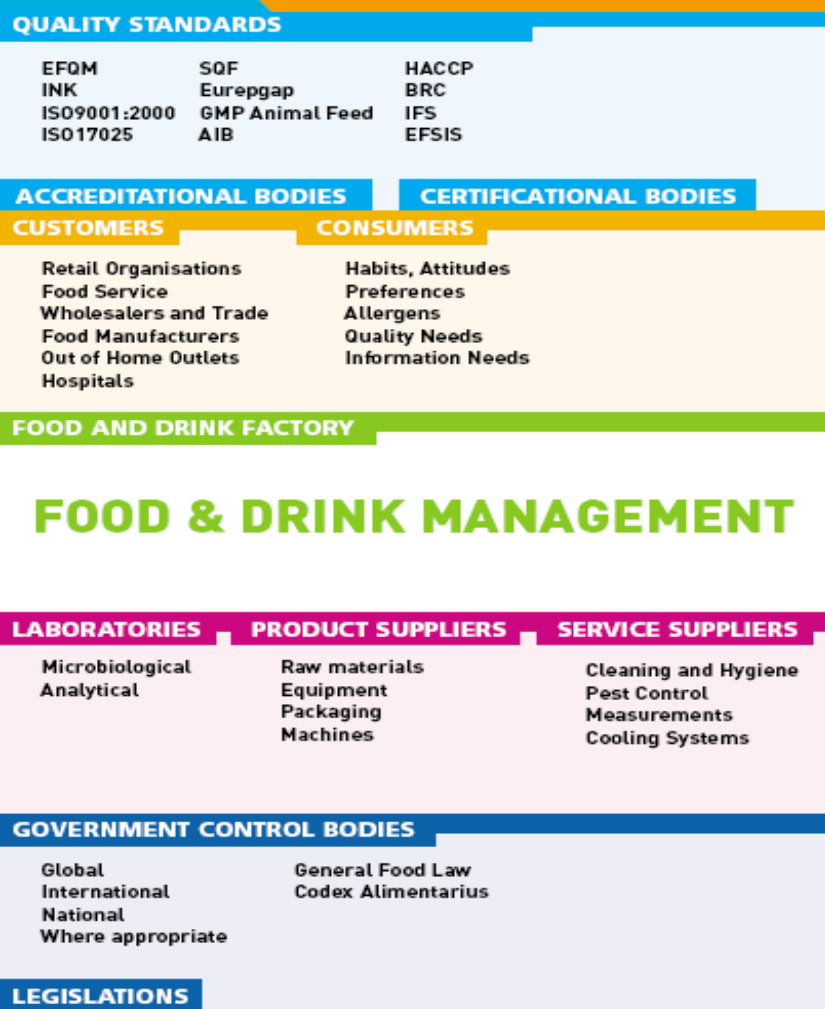 QUALITY STANDARDS
EFQM SQF HACCP
INK Eurepgap BRC
ISO9001:2000 GMP Animal Feed IFS
ISO17025 AIB EFSIS
ACCREDITATIONAL BODIES CERTIFICATIONAL BODIES
CUSTOMERS CONSUMERS
Retail Organisations Habits, Attitudes
Food Service Preferences
Wholesalers and Trade Allergens
Food Manufacturers Quality Needs
Out of Home Outlets Information Needs
Hospitals
FOOD AND DRINK FACTORY
FOOD & DRINK MANAGEMENT
LABORATORIES PRODUCT SUPPLIERS SERVICE SUPPLIERS
Microbiological Raw materials Cleaning and Hygiene
Analytical Equipment Pest Control
Packaging Measurements
Machines Cooling Systems
GOVERNMENT CONTROL BODIES
Global General Food Law
International Codex Alimentarius
National
Where appropriate
LEGISLATIONS